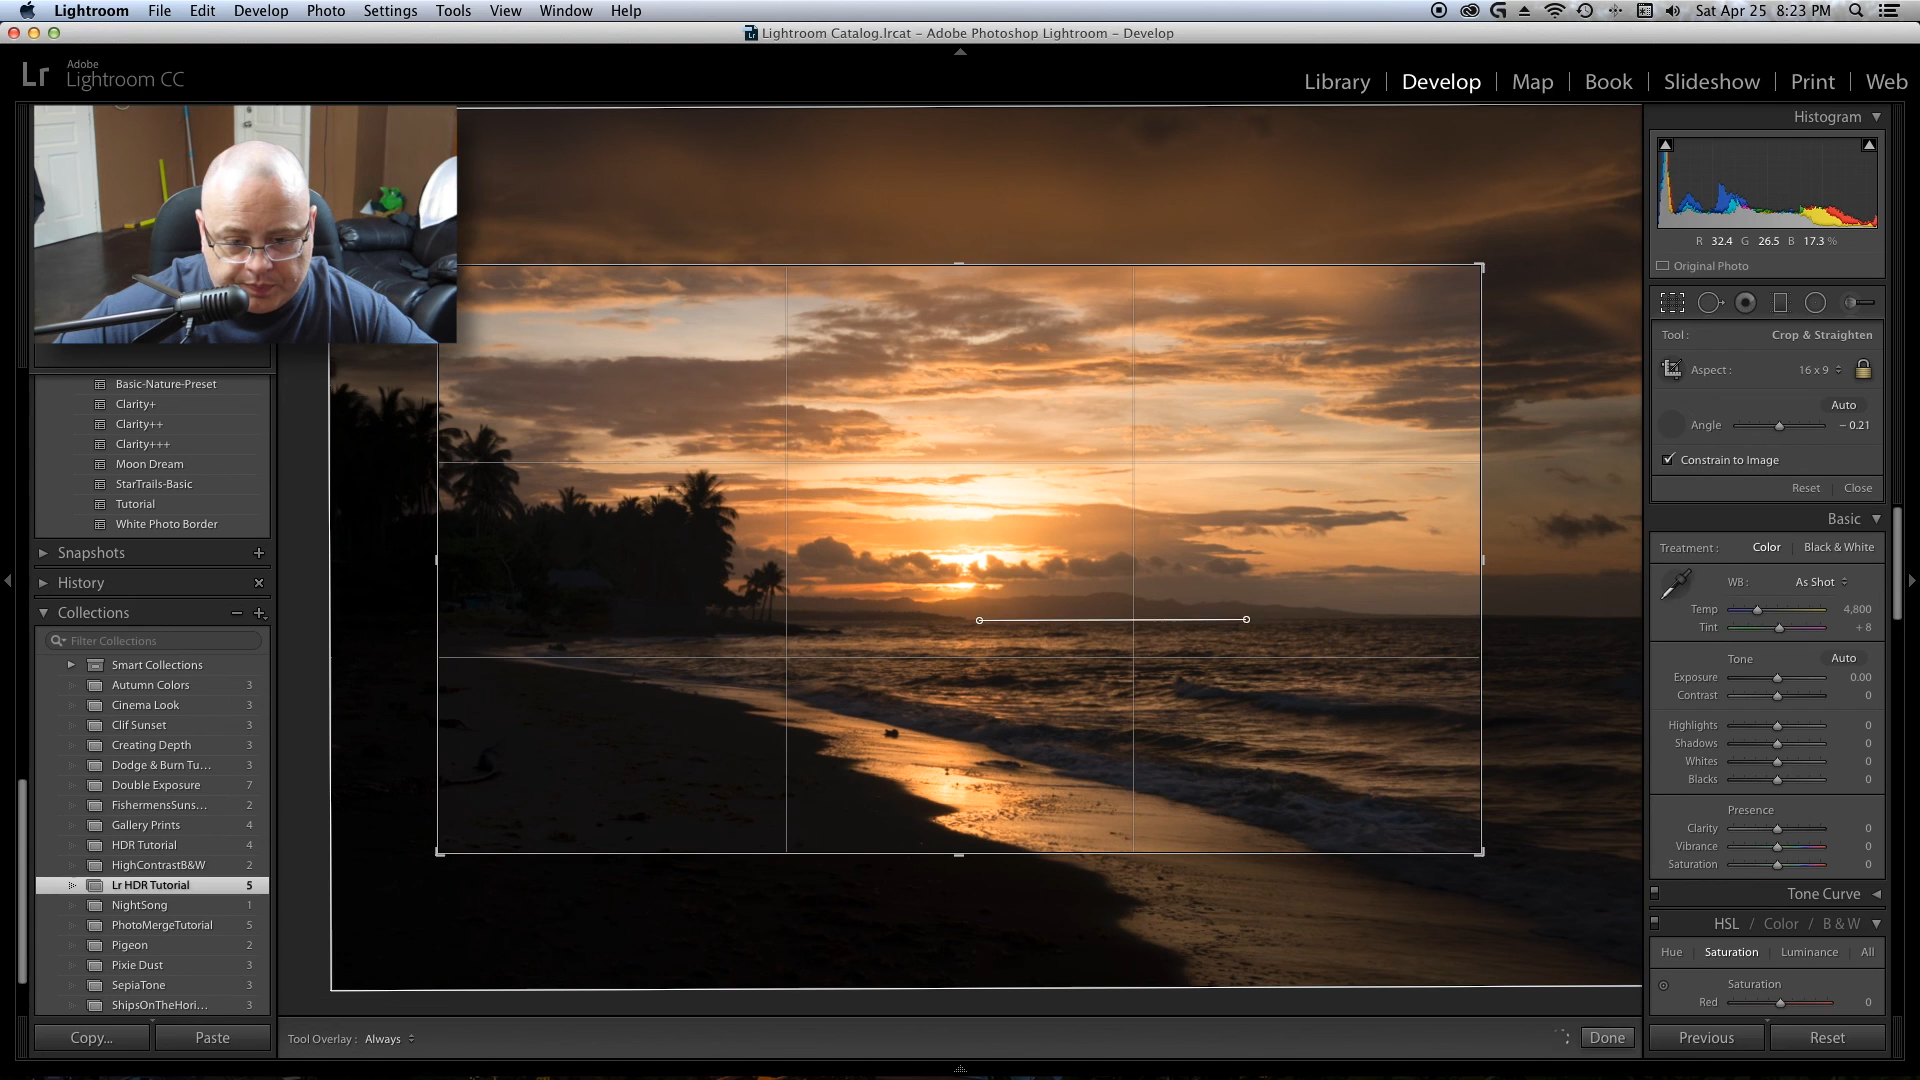 Lightroom File Edit Develop Photo Settings Tools View Window Help Sat Apr 25 8:23 PM
Lightroom Catalog.lrcat – Adobe Photoshop Lightroom – Develop
Lr Adobe
Lightroom CC
Library | Develop | Map | Book | Slideshow | Print | Web
Histogram
R 32.4 G 26.5 B 17.3 %
Original Photo
Tool : Crop & Straighten
Aspect : 16 x 9
Auto
Angle – 0.21
Constrain to Image
Reset | Close
Basic
Treatment : Color | Black & White
WB : As Shot
Temp 4,800
Tint + 8
Tone Auto
Exposure 0.00
Contrast 0
Highlights 0
Shadows 0
Whites 0
Blacks 0
Presence
Clarity 0
Vibrance 0
Saturation 0
Tone Curve
HSL / Color / B & W
Hue | Saturation | Luminance | All
Saturation
Red 0
Previous Reset
Basic-Nature-Preset
Clarity+
Clarity++
Clarity+++
Moon Dream
StarTrails-Basic
Tutorial
White Photo Border
Snapshots +
History ×
Collections – +
Filter Collections
Smart Collections
Autumn Colors 3
Cinema Look 3
Clif Sunset 3
Creating Depth 3
Dodge & Burn Tu... 3
Double Exposure 7
FishermensSuns... 2
Gallery Prints 4
HDR Tutorial 4
HighContrastB&W 2
Lr HDR Tutorial 5
NightSong 1
PhotoMergeTutorial 5
Pigeon 2
Pixie Dust 3
SepiaTone 3
ShipsOnTheHori... 3
Copy... Paste
Tool Overlay : Always Done